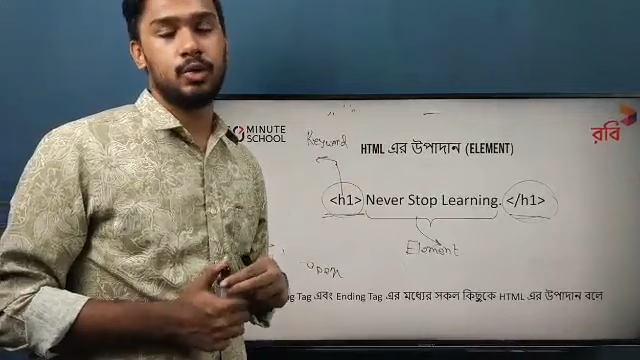 MINUTE
SCHOOL
রবি
Keyword
HTML এর উপাদান (ELEMENT)
<h1> Never Stop Learning. </h1>
Element
open
Tag এবং Ending Tag এর মধ্যের সকল কিছুকে HTML এর উপাদান বলে